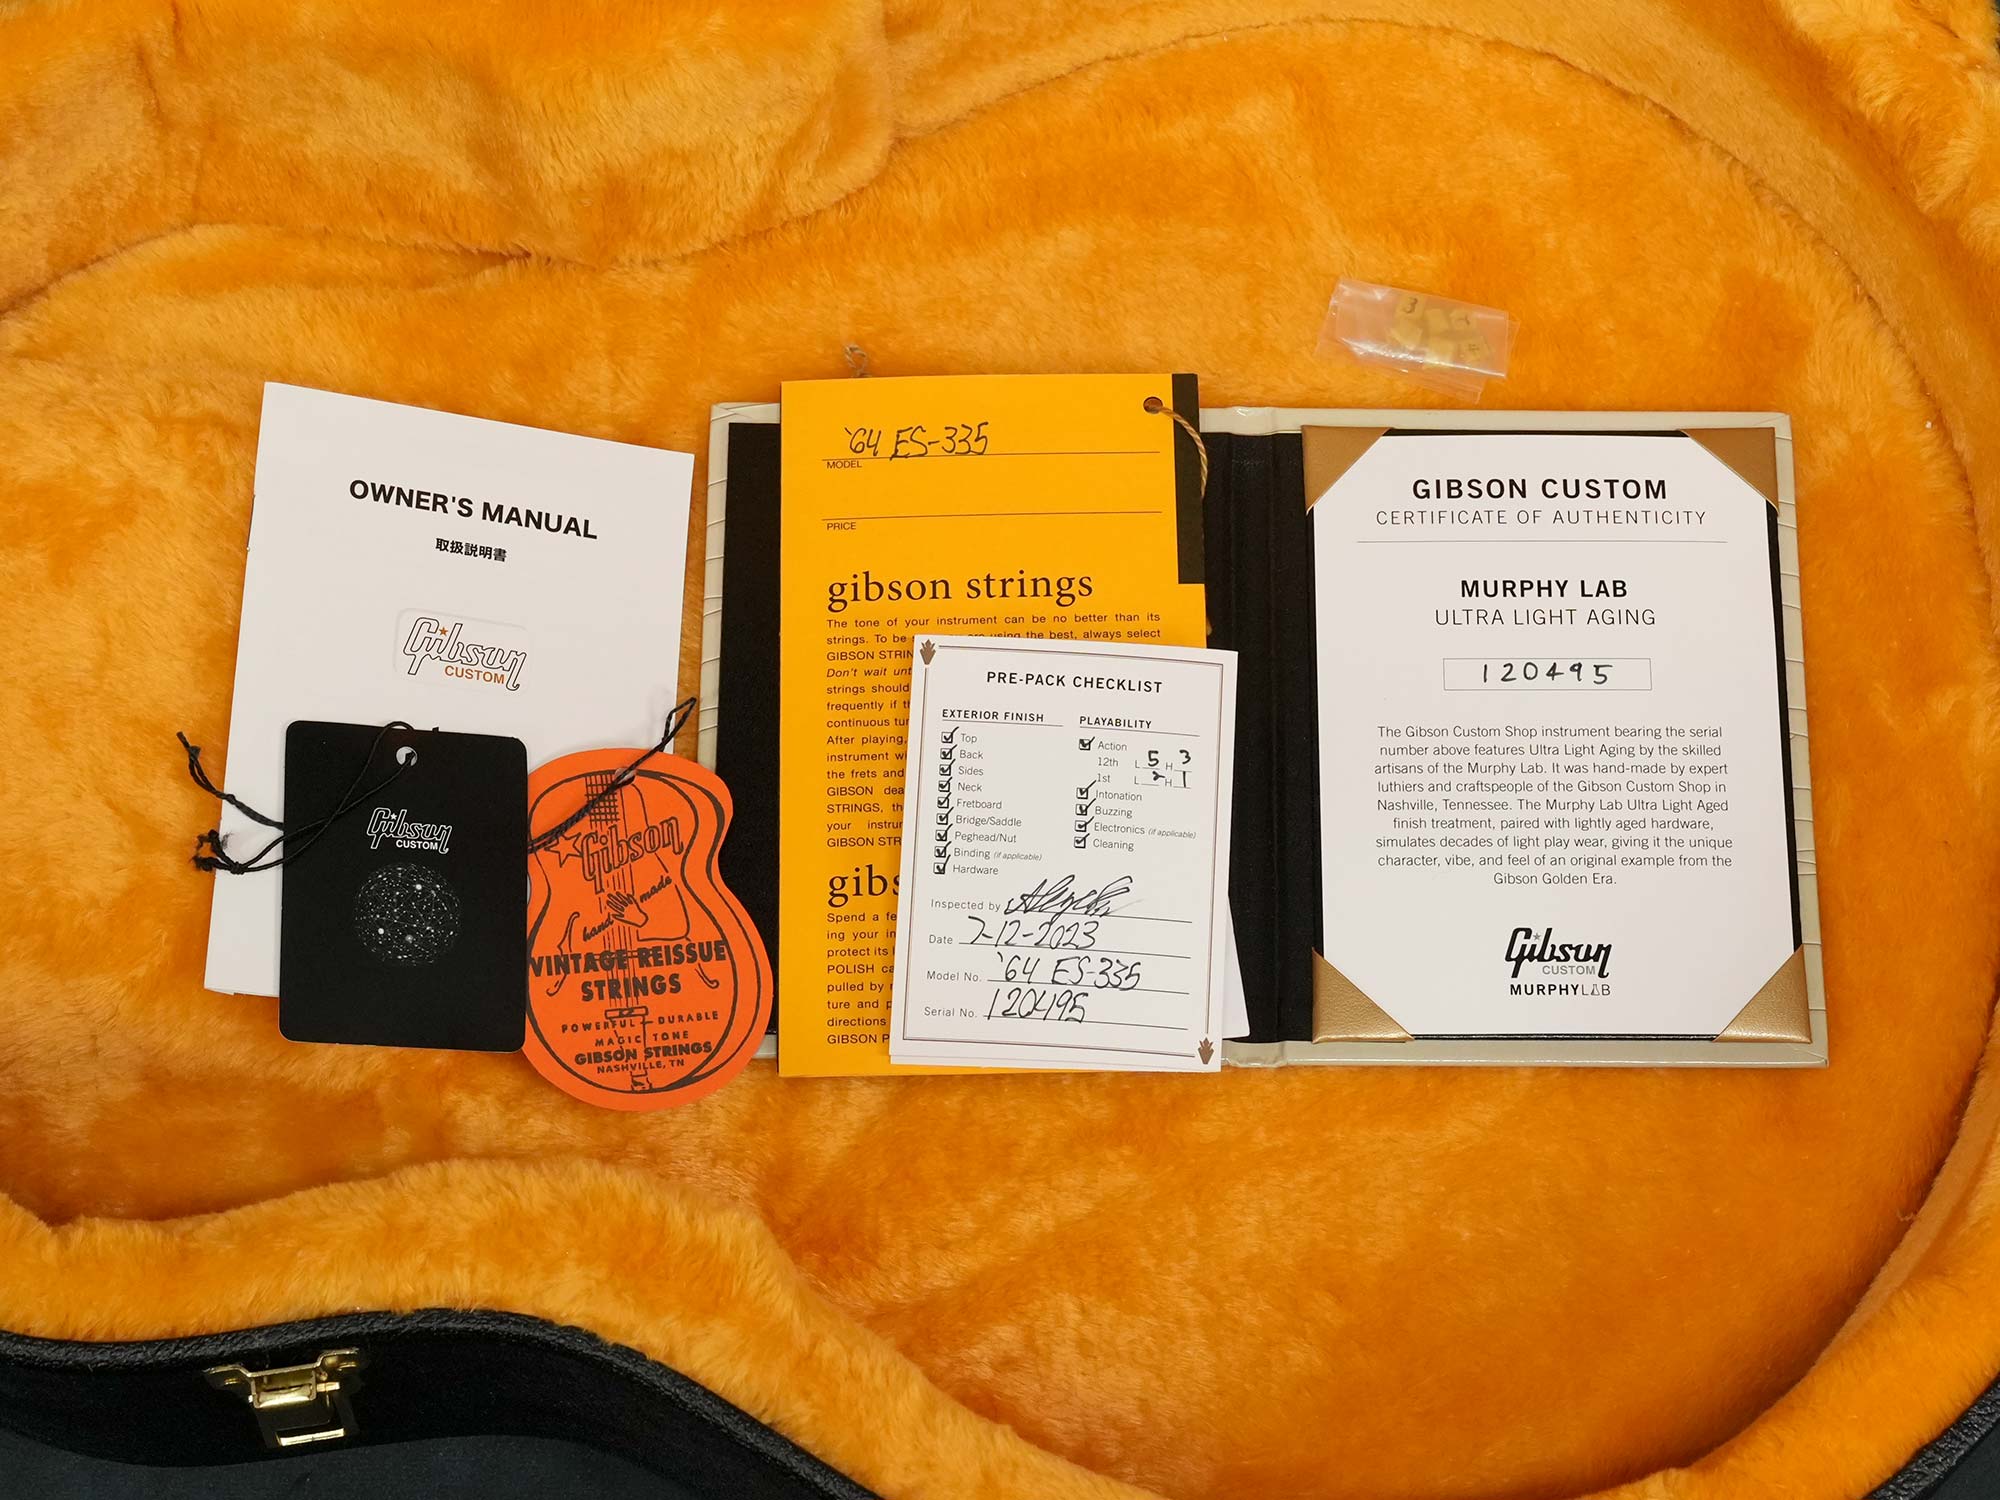 OWNER'S MANUAL
取扱説明書
Gibson
CUSTOM
Gibson
CUSTOM
Gibson
hand made
VINTAGE REISSUE
STRINGS
POWERFUL - DURABLE
MAGIC TONE
GIBSON STRINGS
NASHVILLE, TN
'64 ES-335
MODEL
PRICE
gibson strings
The tone of your instrument can be no better than its
strings. To be using the best, always select
GIBSON STRIN
Don't wait unt
strings should
frequently if t
continuous tu
After playing,
instrument wi
the frets and
GIBSON dea
STRINGS, th
your instru
GIBSON STR
gibs
Spend a fe
ing your in
protect its
POLISH ca
pulled by
ture and p
directions
GIBSON P
PRE-PACK CHECKLIST
EXTERIOR FINISH
Top
Back
Sides
Neck
Fretboard
Bridge/Saddle
Peghead/Nut
Binding (if applicable)
Hardware
PLAYABILITY
Action
12th L 5 H 3
1st L 2 H 1
Intonation
Buzzing
Electronics (if applicable)
Cleaning
Inspected by
Date 7-12-2023
Model No. '64 ES-335
Serial No. 120495
3
4
GIBSON CUSTOM
CERTIFICATE OF AUTHENTICITY
MURPHY LAB
ULTRA LIGHT AGING
120495
The Gibson Custom Shop instrument bearing the serial
number above features Ultra Light Aging by the skilled
artisans of the Murphy Lab. It was hand-made by expert
luthiers and craftspeople of the Gibson Custom Shop in
Nashville, Tennessee. The Murphy Lab Ultra Light Aged
finish treatment, paired with lightly aged hardware,
simulates decades of light play wear, giving it the unique
character, vibe, and feel of an original example from the
Gibson Golden Era.
Gibson
CUSTOM
MURPHYLAB